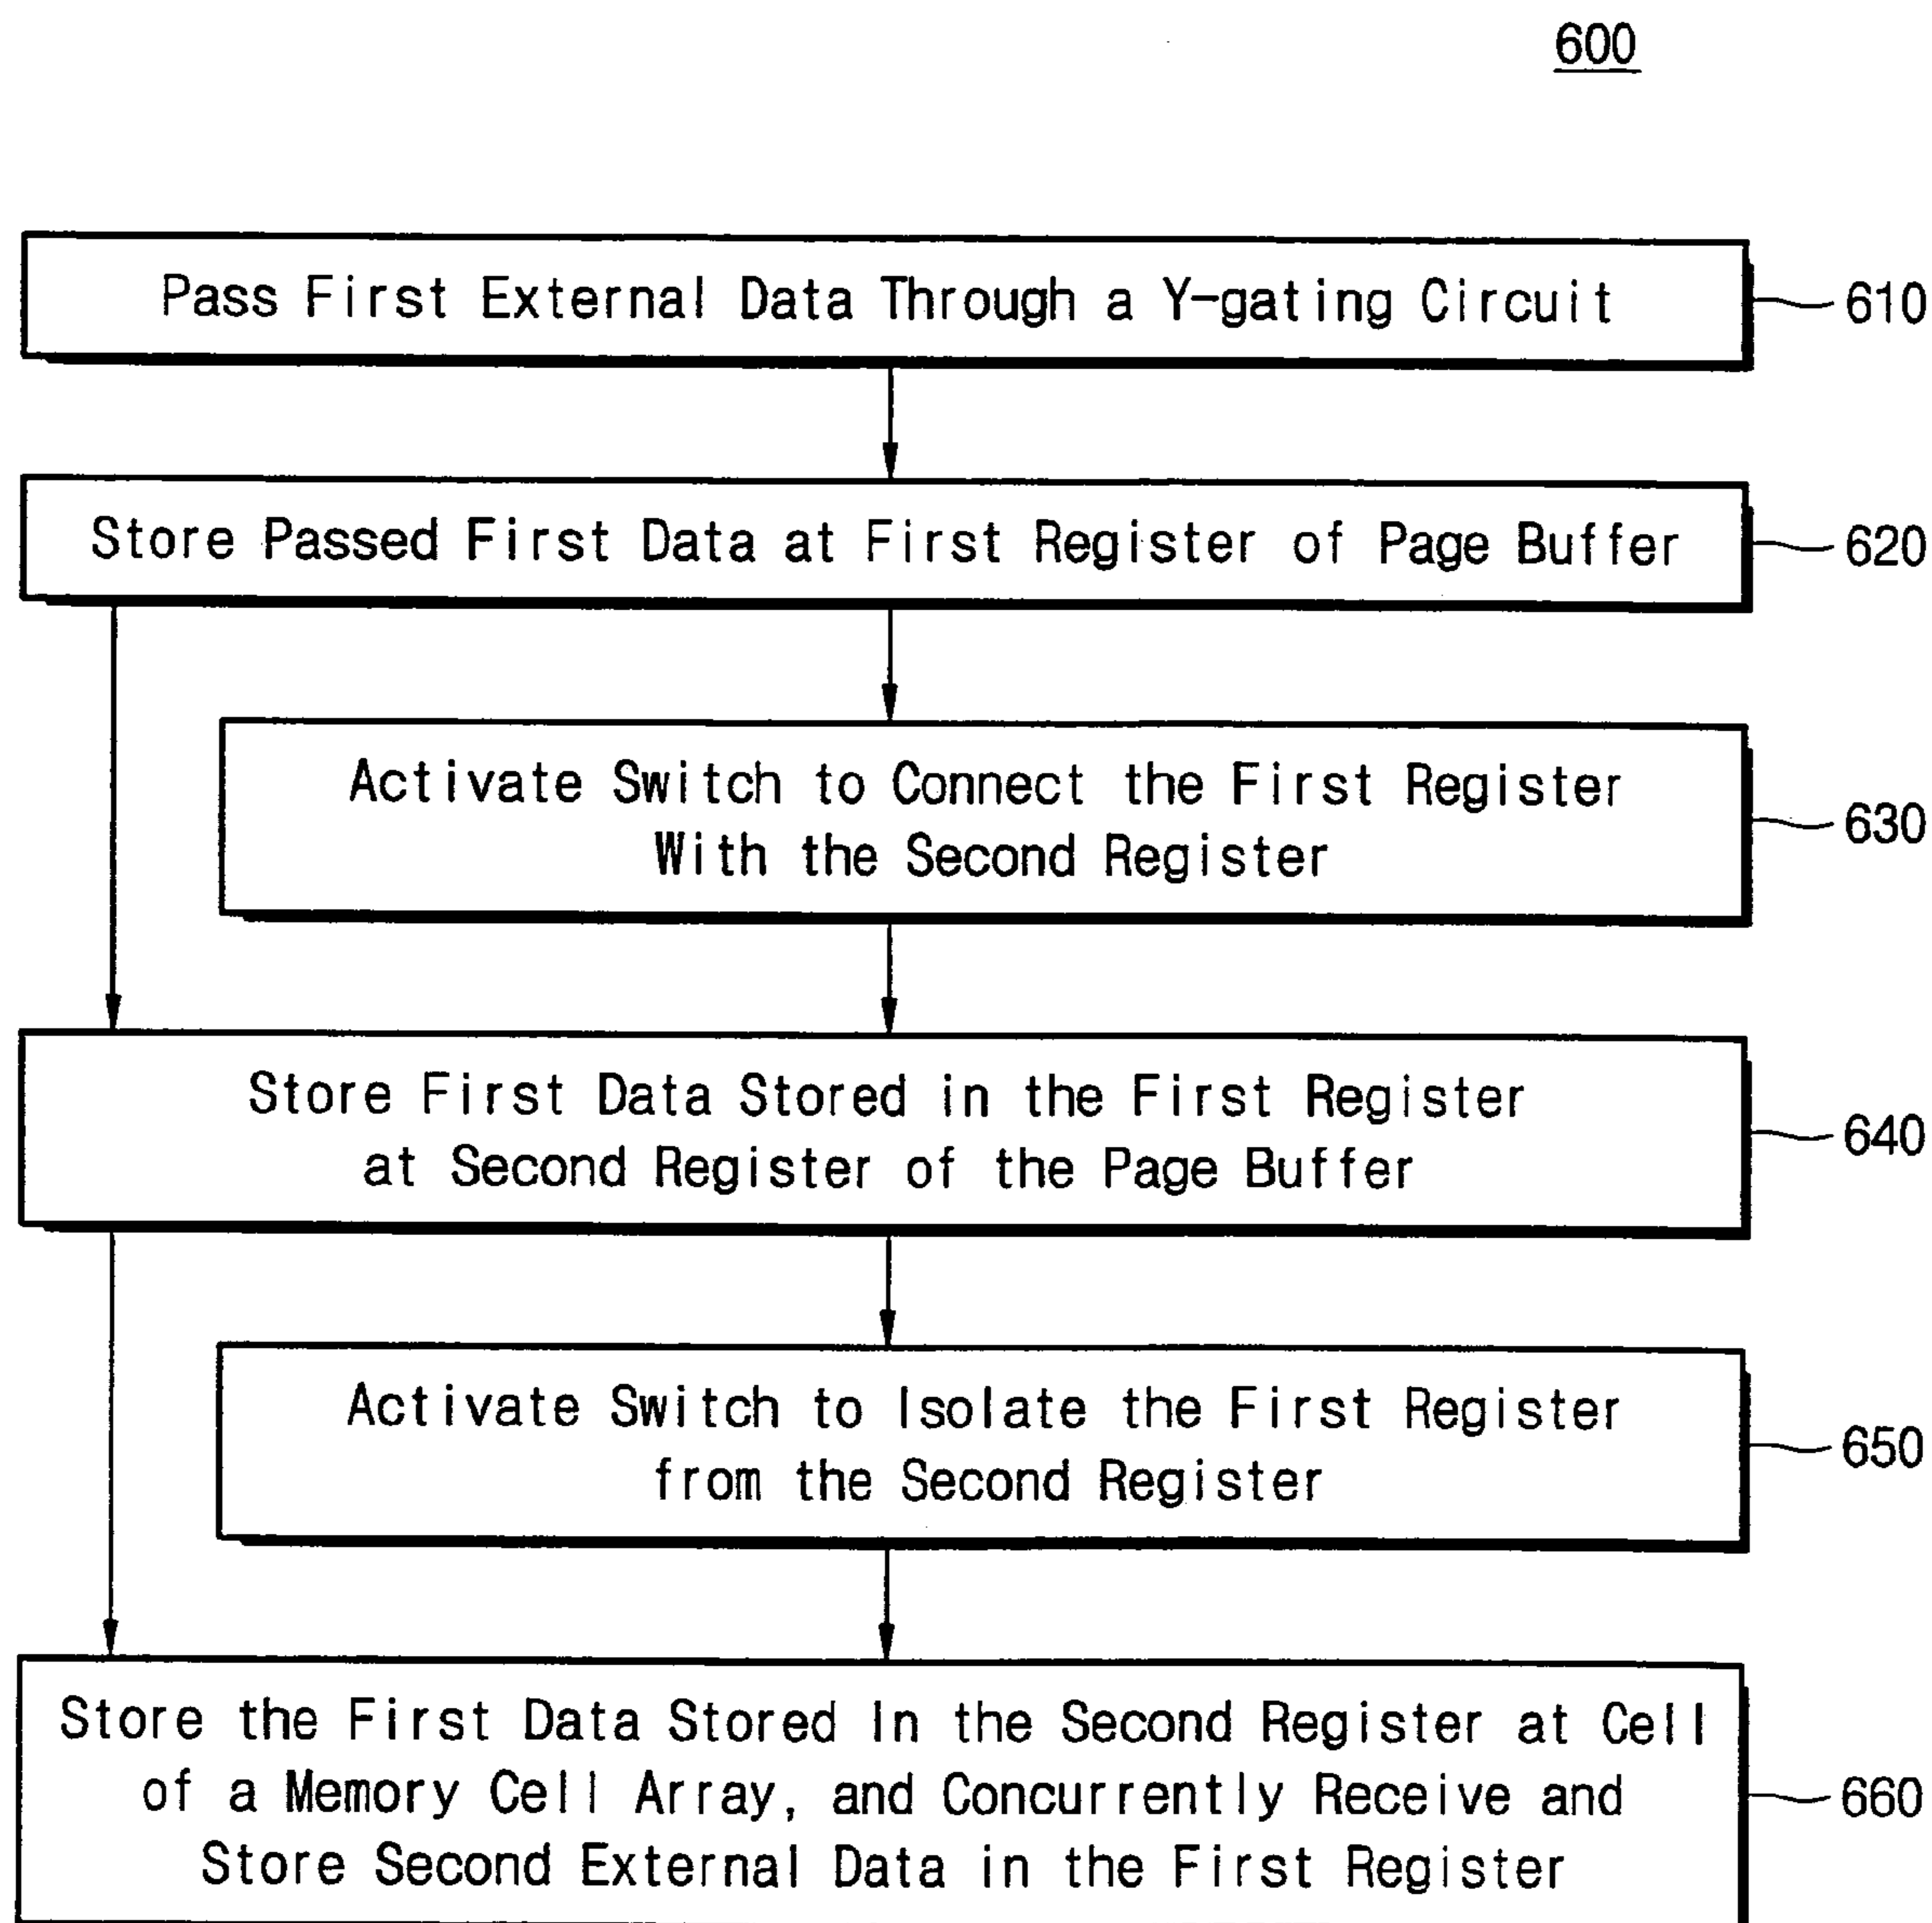 600
Pass First External Data Through a Y-gating Circuit
610
Store Passed First Data at First Register of Page Buffer
620
Activate Switch to Connect the First Register
With the Second Register
630
Store First Data Stored in the First Register
at Second Register of the Page Buffer
640
Activate Switch to Isolate the First Register
from the Second Register
650
Store the First Data Stored In the Second Register at Cell
of a Memory Cell Array, and Concurrently Receive and
Store Second External Data in the First Register
660